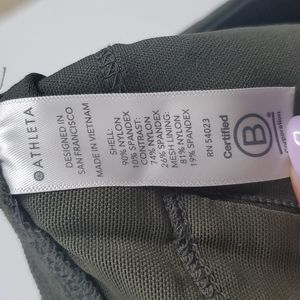 ATHLETA
DESIGNED IN
SAN FRANCISCO
MADE IN VIETNAM
SHELL:
90% NYLON
10% SPANDEX
CONTRAST:
74% NYLON
26% SPANDEX
MESH LINING:
81% NYLON
19% SPANDEX
RN 54023
Certified
B
Corporation